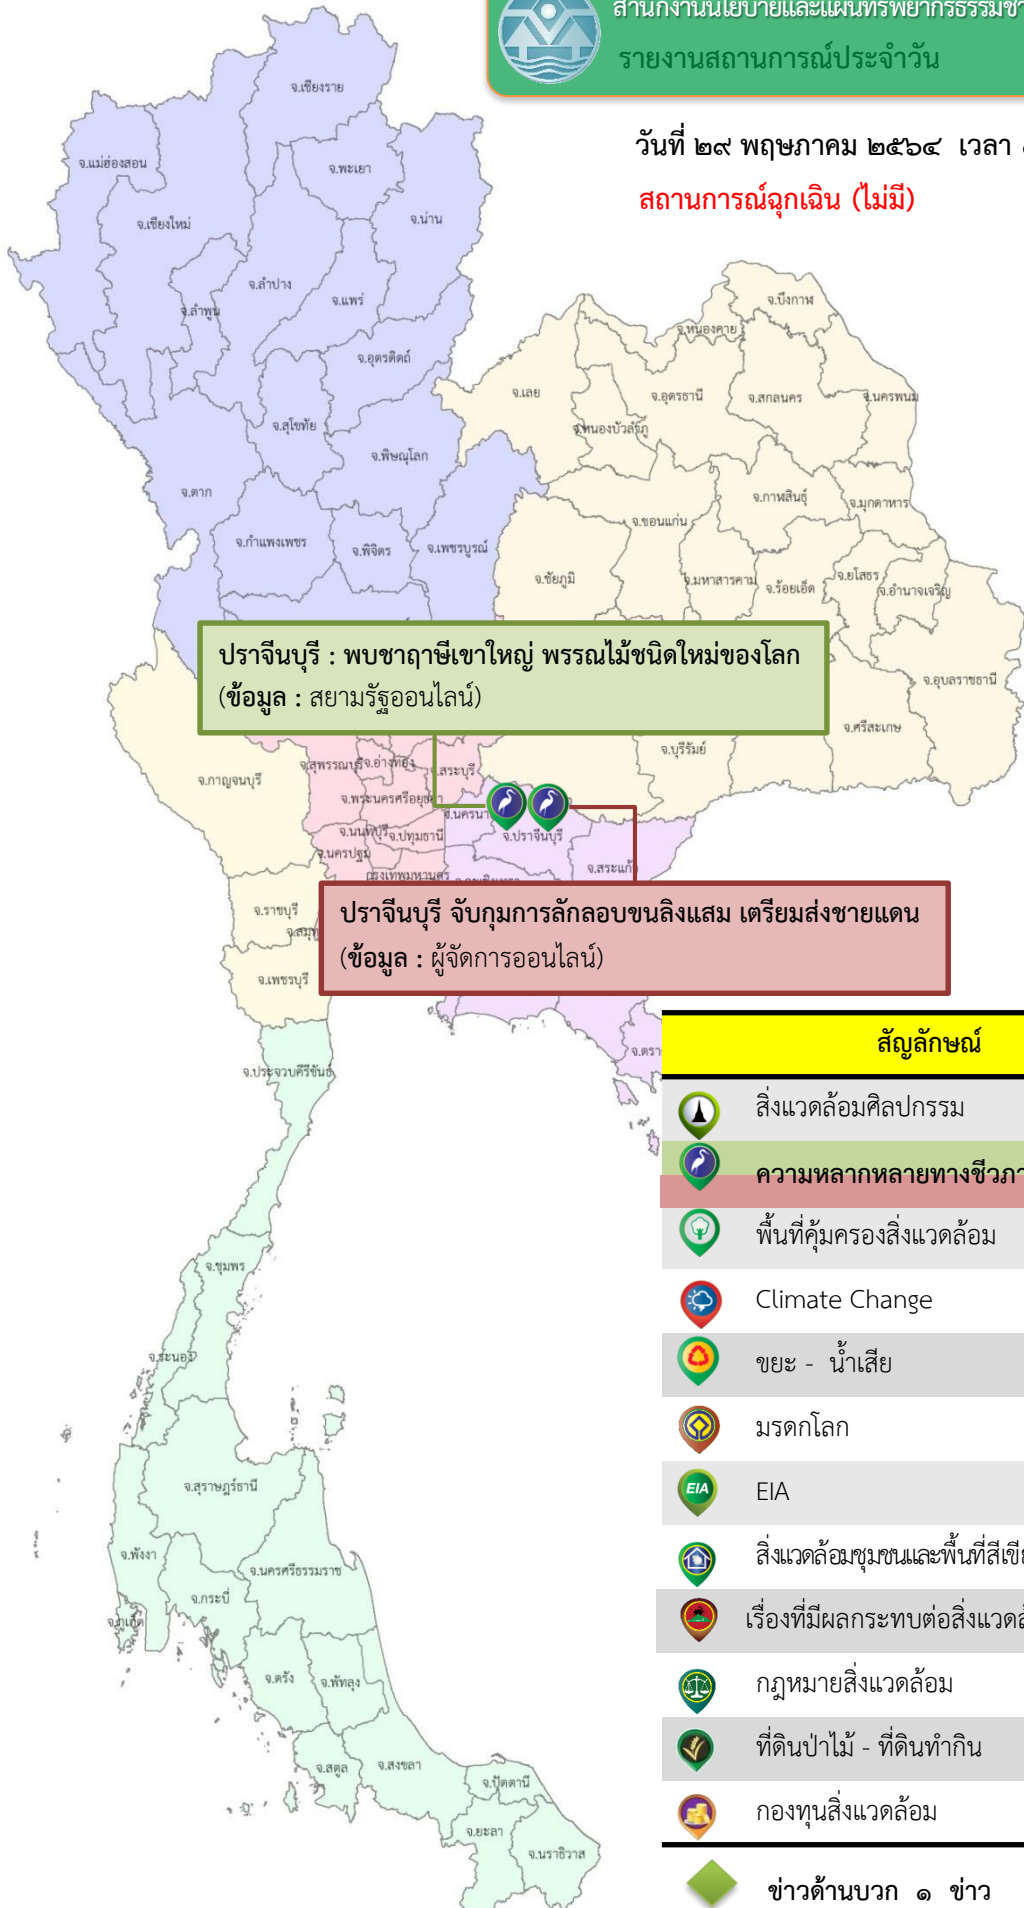 สำนักงานนโยบายและแผนทรัพยากรธรรมชา
รายงานสถานการณ์ประจำวัน
วันที่ ๒๙ พฤษภาคม ๒๕๖๔ เวลา
สถานการณ์ฉุกเฉิน (ไม่มี)
จ.เชียงราย
จ.แม่ฮ่องสอน
จ.พะเยา
จ.เชียงใหม่
จ.น่าน
จ.ลำปาง
จ.ลำพูน
จ.แพร่
จ.อุตรดิตถ์
จ.บึงกาฬ
จ.หนองคาย
จ.เลย
จ.อุดรธานี
จ.สกลนคร
จ.นครพนม
จ.สุโขทัย
จ.หนองบัวลำภู
จ.พิษณุโลก
จ.ตาก
จ.กาฬสินธุ์
จ.มุกดาหาร
จ.ขอนแก่น
จ.กำแพงเพชร
จ.พิจิตร
จ.เพชรบูรณ์
จ.ชัยภูมิ
จ.มหาสารคาม
จ.ร้อยเอ็ด
จ.ยโสธร
จ.อำนาจเจริญ
ปราจีนบุรี : พบชาฤาษีเขาใหญ่ พรรณไม้ชนิดใหม่ของโลก
(ข้อมูล : สยามรัฐออนไลน์)
จ.อุบลราชธานี
จ.ศรีสะเกษ
จ.บุรีรัมย์
จ.กาญจนบุรี
จ.สุพรรณบุรี
จ.อ่างทอง
จ.สระบุรี
จ.พระนครศรีอยุธยา
จ.นครนา
จ.นนทบุรี
จ.ปทุมธานี
จ.ปราจีนบุรี
จ.นครปฐม
จ.สระแก้ว
กรุงเทพมหานคร
จ.ราชบุรี
จ.สมุท
ปราจีนบุรี จับกุมการลักลอบขนลิงแสม เตรียมส่งชายแดน
(ข้อมูล : ผู้จัดการออนไลน์)
จ.เพชรบุรี
จ.ตรา
จ.ประจวบคีรีขันธ์
สัญลักษณ์
สิ่งแวดล้อมศิลปกรรม
ความหลากหลายทางชีวภา
พื้นที่คุ้มครองสิ่งแวดล้อม
Climate Change
ขยะ - น้ำเสีย
มรดกโลก
EIA
EIA
สิ่งแวดล้อมชุมชนและพื้นที่สีเขีย
เรื่องที่มีผลกระทบต่อสิ่งแวดล้
กฎหมายสิ่งแวดล้อม
ที่ดินป่าไม้ - ที่ดินทำกิน
กองทุนสิ่งแวดล้อม
จ.ชุมพร
จ.ระนอง
จ.สุราษฎร์ธานี
จ.พังงา
จ.นครศรีธรรมราช
จ.กระบี่
จ.ภูเก็ต
จ.ตรัง
จ.พัทลุง
จ.สตูล
จ.สงขลา
จ.ปัตตานี
จ.ยะลา
จ.นราธิวาส
ข่าวด้านบวก ๑ ข่าว